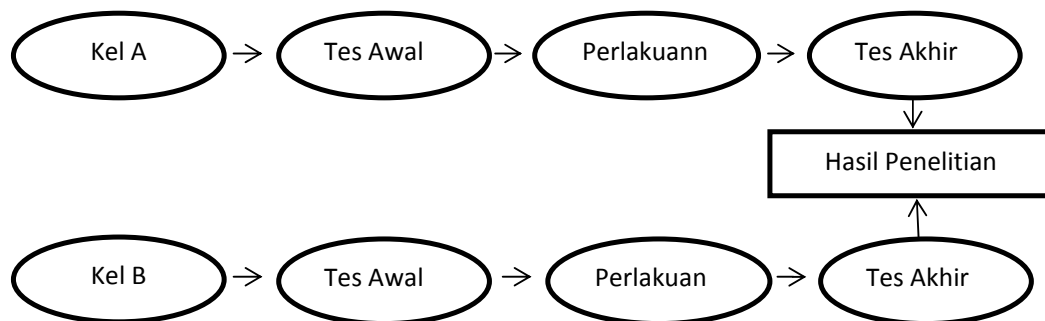 Kel A
Tes Awal
Perlakuann
Tes Akhir
Hasil Penelitian
Kel B
Tes Awal
Perlakuan
Tes Akhir